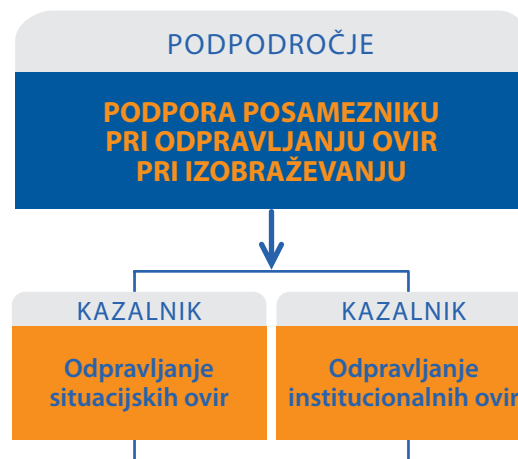 PODPODROČJE
PODPORA POSAMEZNIKU
PRI ODPRAVLJANJU OVIR
PRI IZOBRAŽEVANJU
KAZALNIK
Odpravljanje
situacijskih ovir
KAZALNIK
Odpravljanje
institucionalnih ovir